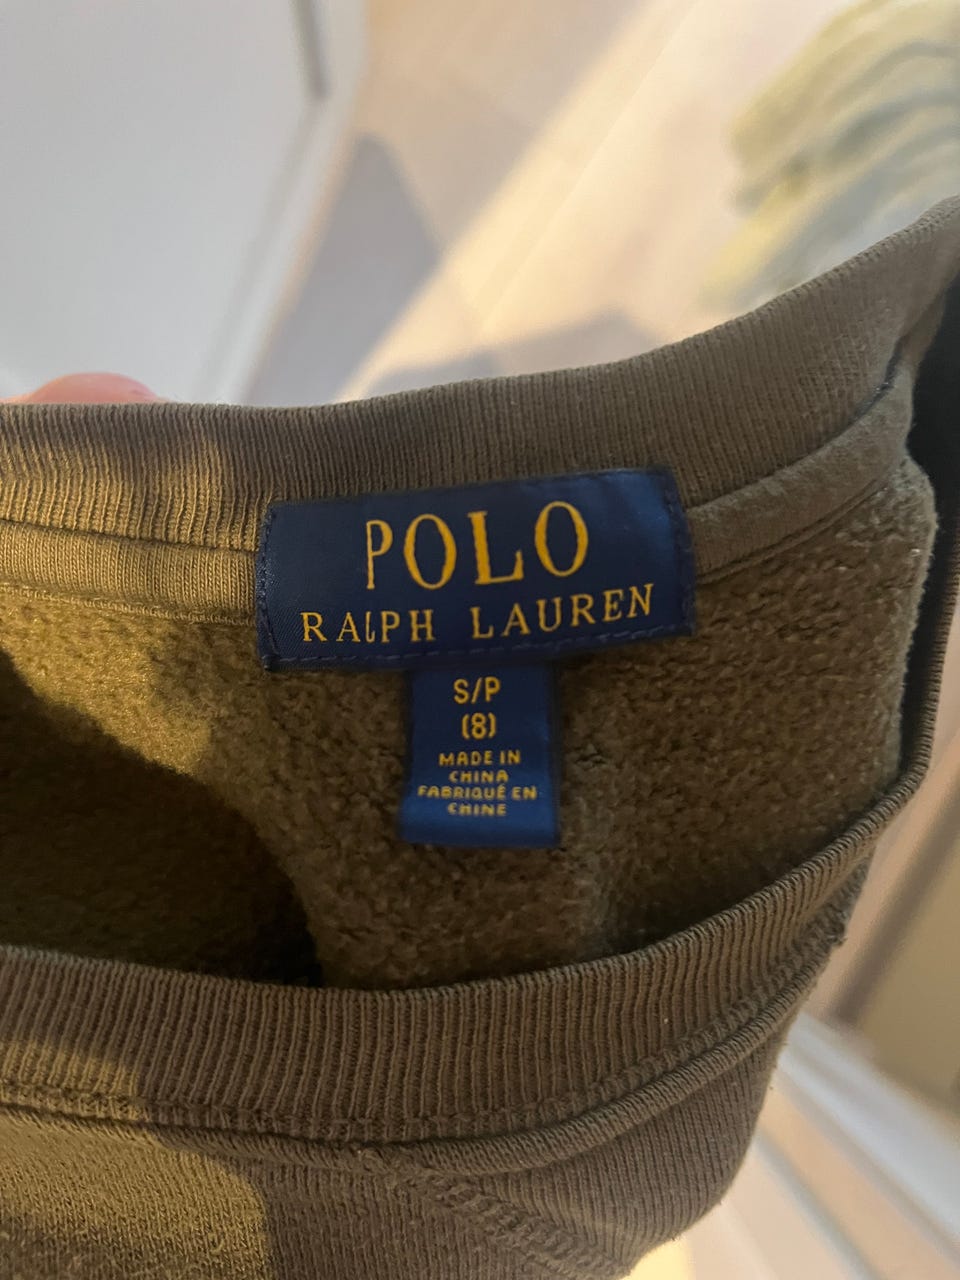 POLO
RALPH LAUREN
S/P
(8)
MADE IN
CHINA
FABRIQUÉ EN
CHINE